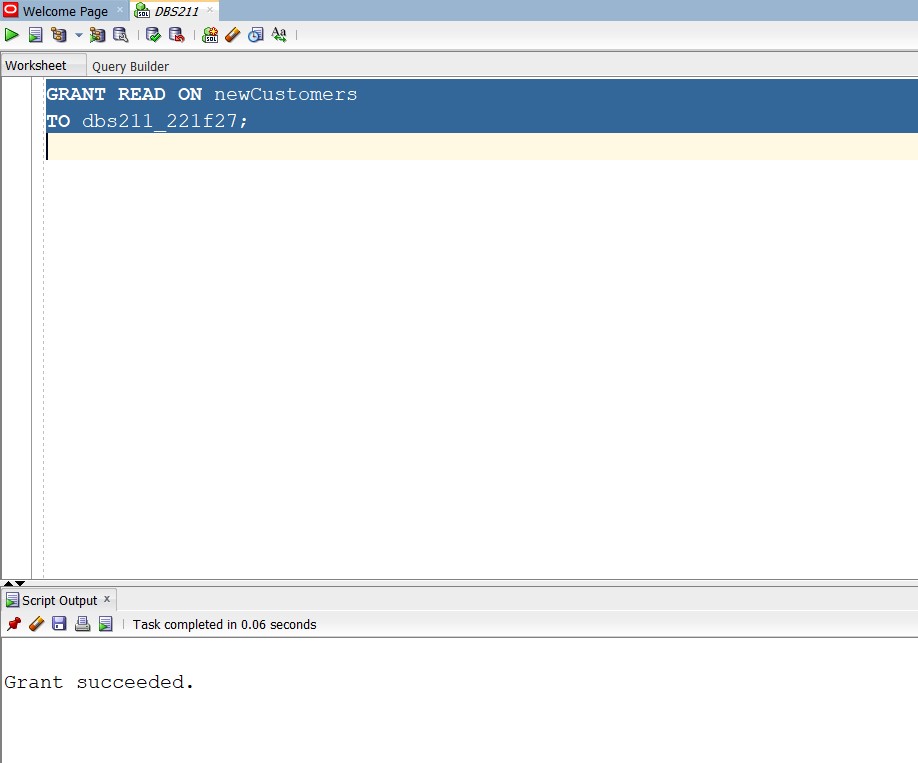 Welcome Page
DBS211
Worksheet
Query Builder
GRANT READ ON newCustomers
TO dbs211_221f27;
Script Output
Task completed in 0.06 seconds
Grant succeeded.